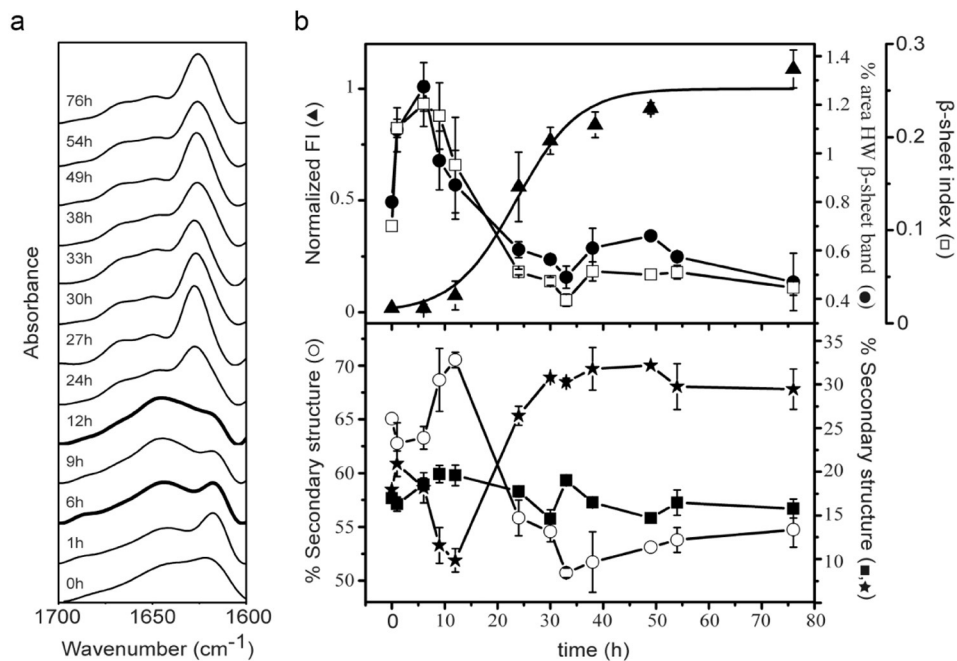 a
b
76h
54h
49h
38h
33h
30h
27h
24h
12h
9h
6h
1h
0h
Absorbance
1700
1650
1600
Wavenumber (cm-1)
Normalized FI (▲)
1
0.5
0
1.4
1.2
1
0.8
0.6
0.4
% area HW β-sheet band (●)
0.3
0.2
0.1
0
β-sheet index (□)
% Secondary structure (○)
70
65
60
55
50
35
30
25
20
15
10
5
% Secondary structure (■,★)
0
10
20
30
40
50
60
70
80
time (h)